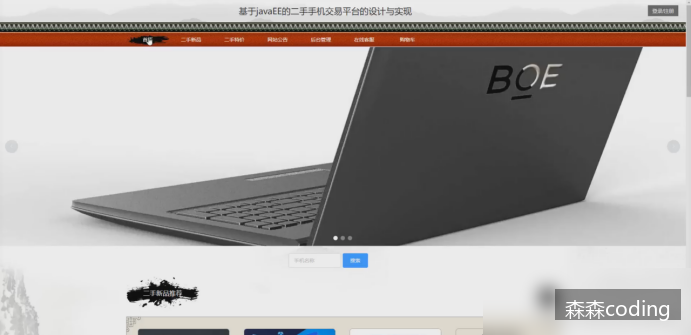 基于javaEE的二手手机交易平台的设计与实现
登录/注册
首页 二手新品 二手特价 网站公告 后台管理 在线客服 购物车
BOE
手机名称 搜索
二手新品推荐
森森coding